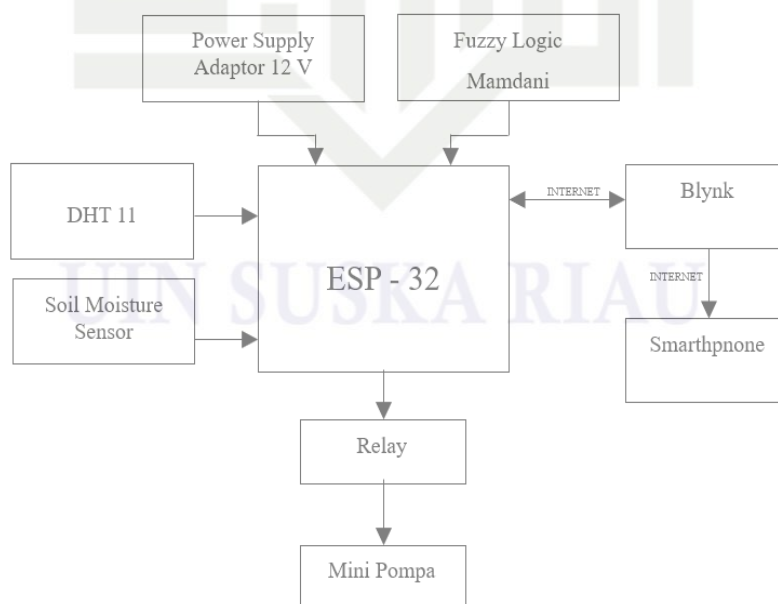 Power Supply
Adaptor 12 V
Fuzzy Logic
Mamdani
DHT 11
ESP - 32
INTERNET
Blynk
INTERNET
UIN SUSKA RIAU
Soil Moisture
Sensor
Smarthpnone
Relay
Mini Pompa